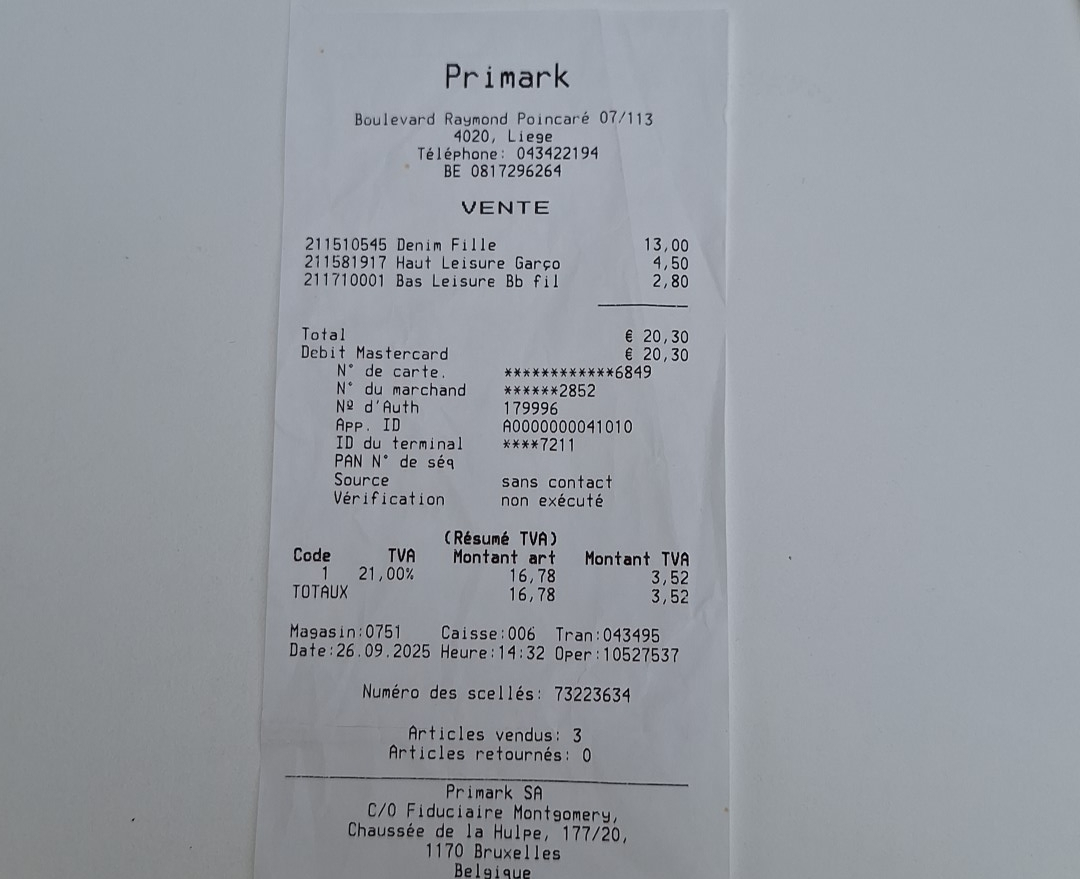 Primark
Boulevard Raymond Poincaré 07/113
4020, Liege
Téléphone: 043422194
BE 0817296264
VENTE
211510545 Denim Fille 13,00
211581917 Haut Leisure Garço 4,50
211710001 Bas Leisure Bb fil 2,80
Total € 20,30
Debit Mastercard € 20,30
N° de carte. ************6849
N° du marchand ******2852
Nº d'Auth 179996
App. ID A0000000041010
ID du terminal ****7211
PAN N° de séq
Source sans contact
Vérification non exécuté
(Résumé TVA)
Code TVA Montant art Montant TVA
1 21,00% 16,78 3,52
TOTAUX 16,78 3,52
Magasin:0751 Caisse:006 Tran:043495
Date:26.09.2025 Heure:14:32 Oper:10527537
Numéro des scellés: 73223634
Articles vendus: 3
Articles retournés: 0
Primark SA
C/O Fiduciaire Montgomery,
Chaussée de la Hulpe, 177/20,
1170 Bruxelles
Belgique